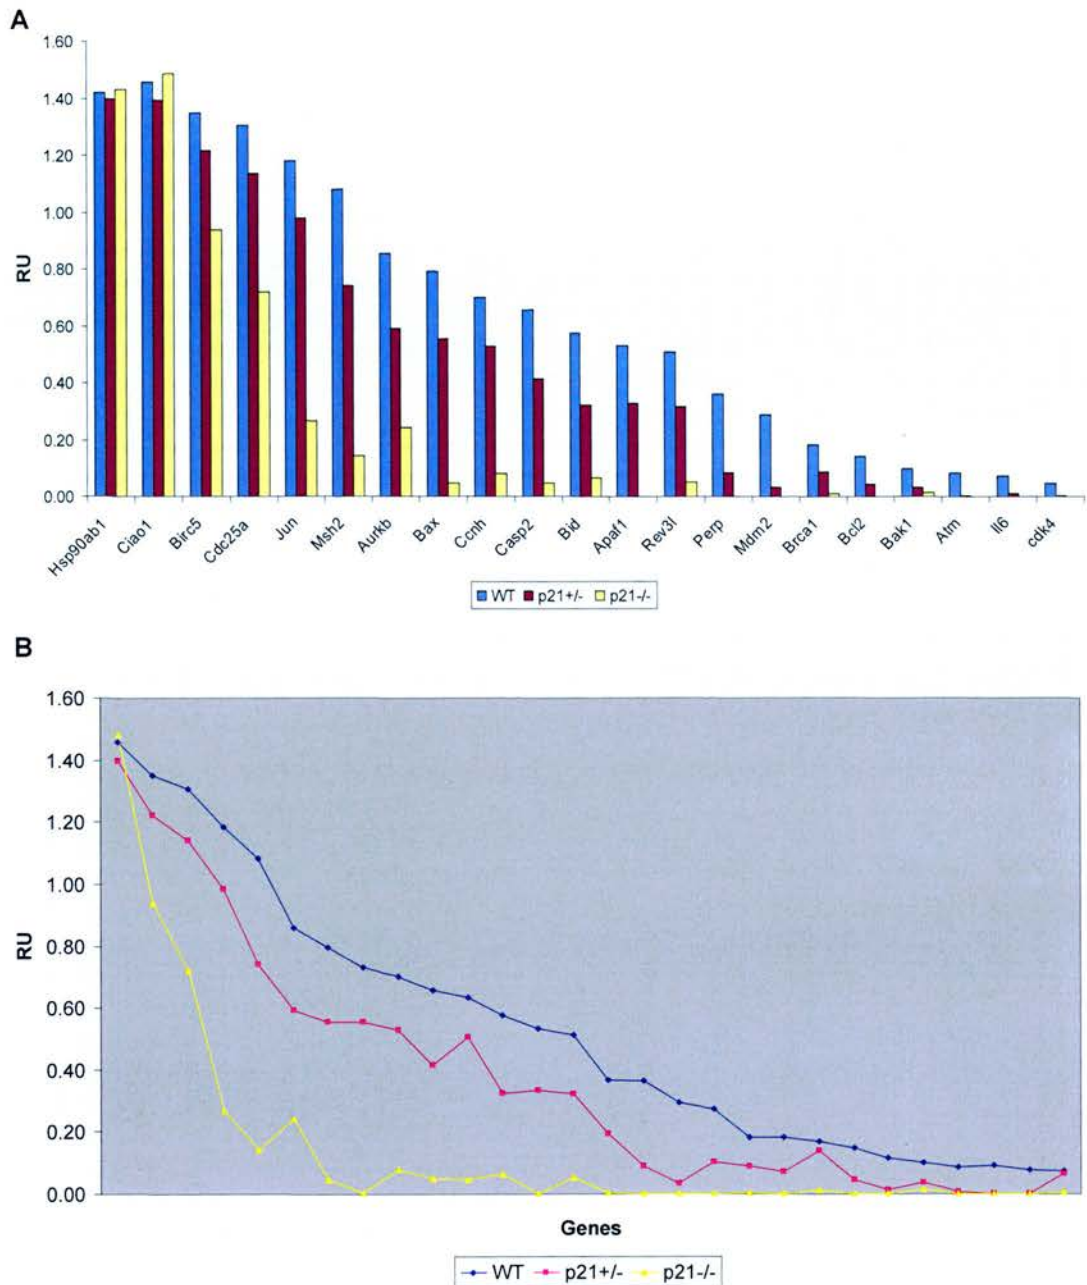 A
1.60
1.40
1.20
1.00
0.80
0.60
0.40
0.20
0.00
RU
Hsp90ab1
Ciao1
Birc5
Cdc25a
Jun
Msh2
Aurkb
Bax
Ccnh
Casp2
Bid
Apaf1
Rev3l
Perp
Mdm2
Brca1
Bcl2
Bak1
Atm
Il6
cdk4
WT p21+/- p21-/-
B
1.60
1.40
1.20
1.00
0.80
0.60
0.40
0.20
0.00
RU
Genes
WT p21+/- p21-/-